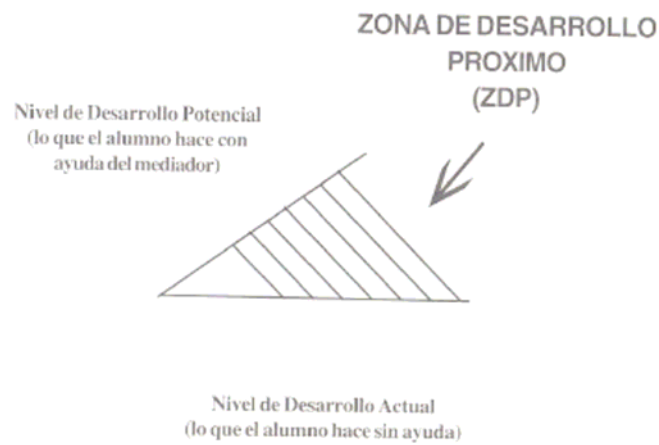 ZONA DE DESARROLLO
PROXIMO
(ZDP)
Nivel de Desarrollo Potencial
(lo que el alumno hace con
ayuda del mediador)
Nivel de Desarrollo Actual
(lo que el alumno hace sin ayuda)